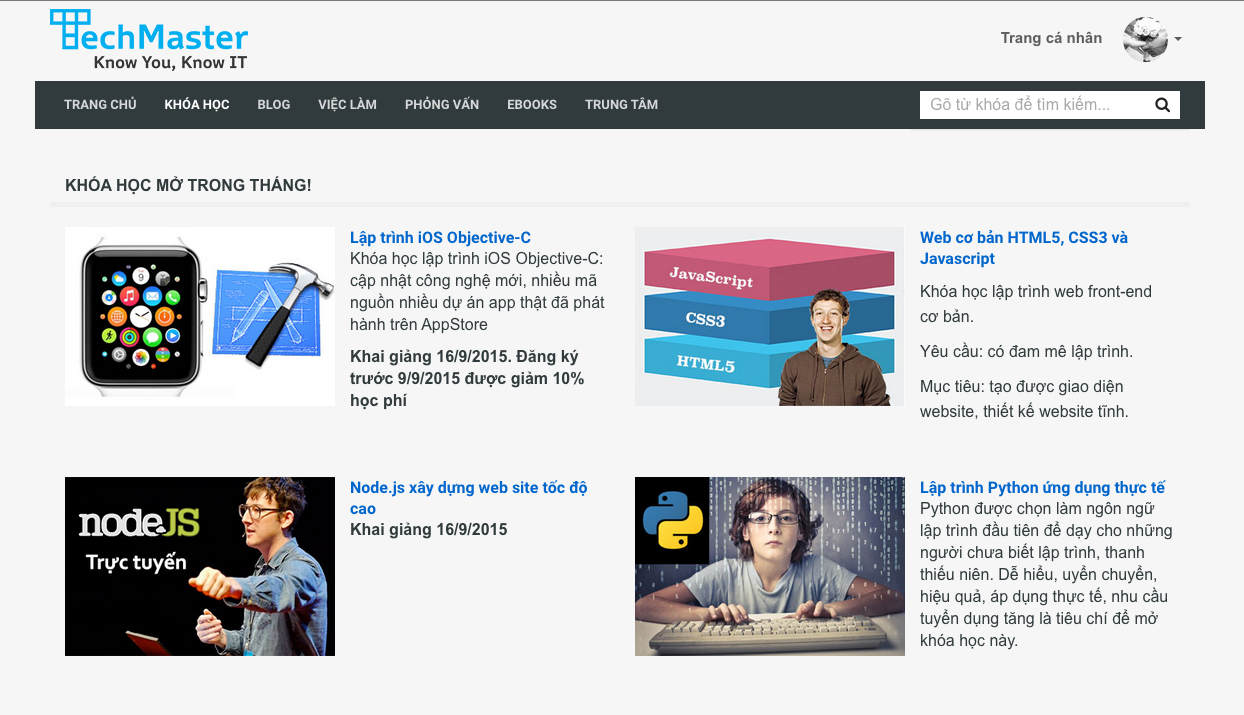 TechMaster
Know You, Know IT
Trang cá nhân
TRANG CHỦ KHÓA HỌC BLOG VIỆC LÀM PHỎNG VẤN EBOOKS TRUNG TÂM
Gõ từ khóa để tìm kiếm...
KHÓA HỌC MỞ TRONG THÁNG!
9
Lập trình iOS Objective-C
Khóa học lập trình iOS Objective-C:
cập nhật công nghệ mới, nhiều mã
nguồn nhiều dự án app thật đã phát
hành trên AppStore
Khai giảng 16/9/2015. Đăng ký
trước 9/9/2015 được giảm 10%
học phí
JavaScript
CSS3
HTML5
Web cơ bản HTML5, CSS3 và
Javascript
Khóa học lập trình web front-end
cơ bản.
Yêu cầu: có đam mê lập trình.
Mục tiêu: tạo được giao diện
website, thiết kế website tĩnh.
nodeJS
Trực tuyến
Node.js xây dựng web site tốc độ
cao
Khai giảng 16/9/2015
Lập trình Python ứng dụng thực tế
Python được chọn làm ngôn ngữ
lập trình đầu tiên để dạy cho những
người chưa biết lập trình, thanh
thiếu niên. Dễ hiểu, uyển chuyển,
hiệu quả, áp dụng thực tế, nhu cầu
tuyển dụng tăng là tiêu chí để mở
khóa học này.